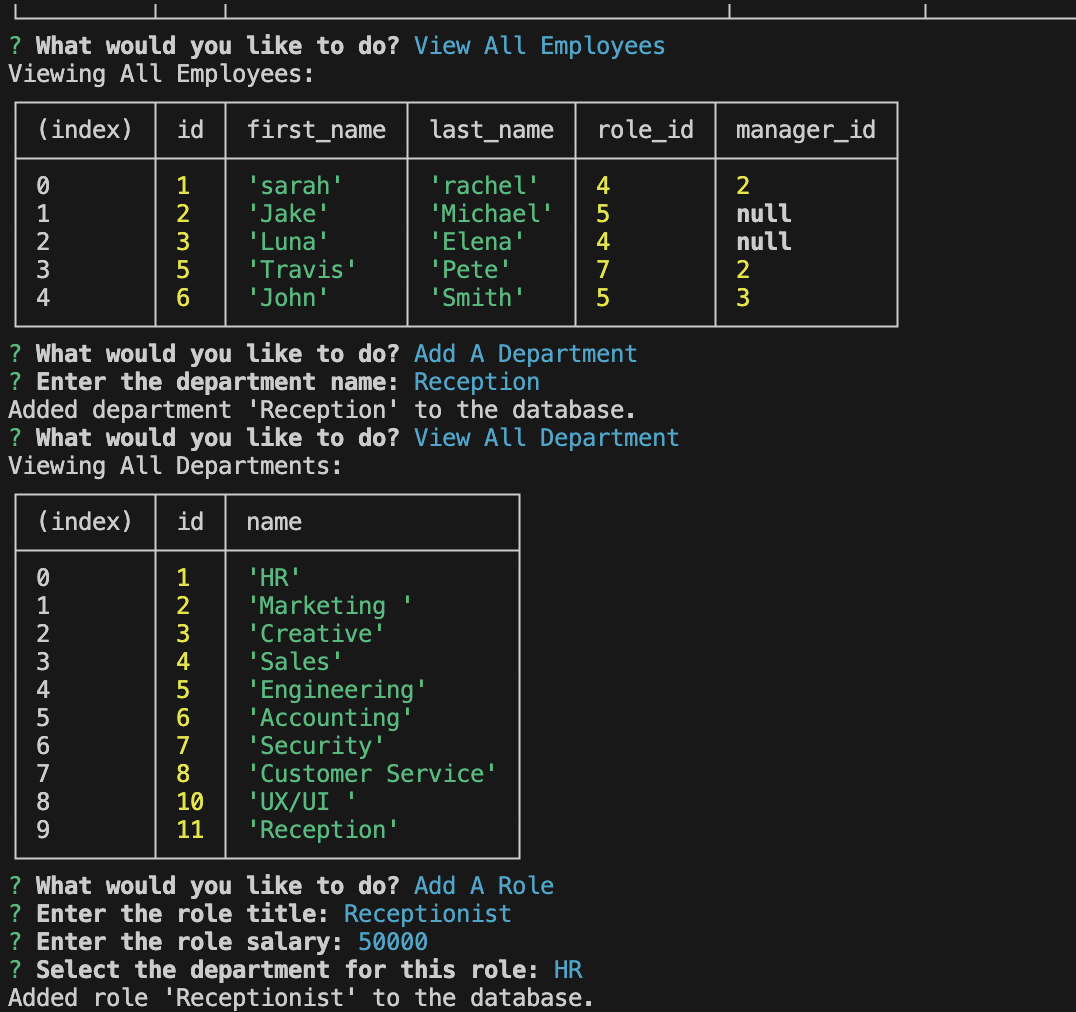 ? What would you like to do? View All Employees
Viewing All Employees:
(index) id first_name last_name role_id manager_id
0 1 'sarah' 'rachel' 4 2
1 2 'Jake' 'Michael' 5 null
2 3 'Luna' 'Elena' 4 null
3 5 'Travis' 'Pete' 7 2
4 6 'John' 'Smith' 5 3
? What would you like to do? Add A Department
? Enter the department name: Reception
Added department 'Reception' to the database.
? What would you like to do? View All Department
Viewing All Departments:
(index) id name
0 1 'HR'
1 2 'Marketing '
2 3 'Creative'
3 4 'Sales'
4 5 'Engineering'
5 6 'Accounting'
6 7 'Security'
7 8 'Customer Service'
8 10 'UX/UI '
9 11 'Reception'
? What would you like to do? Add A Role
? Enter the role title: Receptionist
? Enter the role salary: 50000
? Select the department for this role: HR
Added role 'Receptionist' to the database.